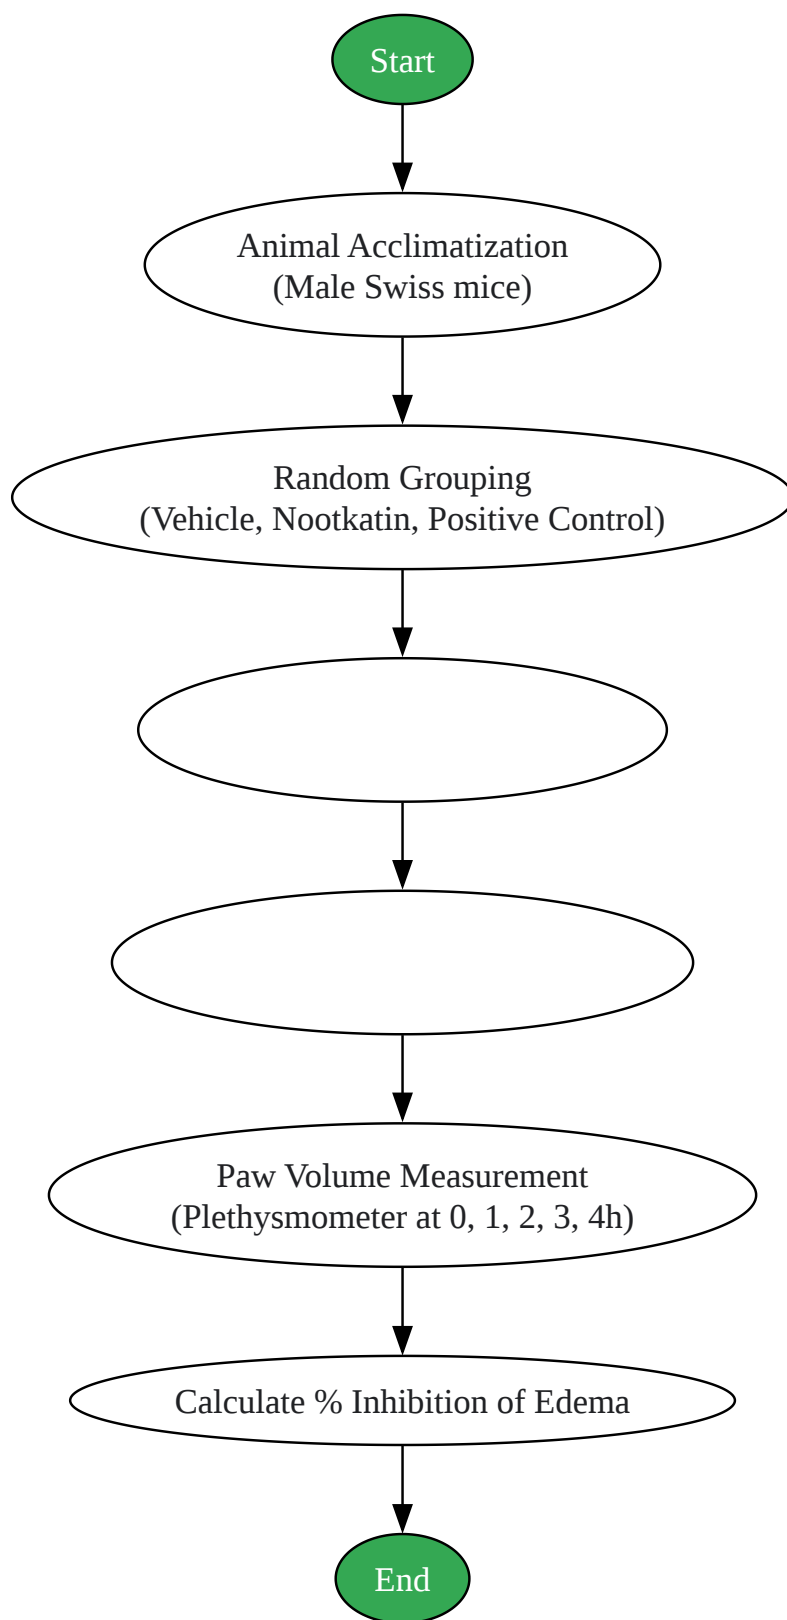 Start
Animal Acclimatization
(Male Swiss mice)
Random Grouping
(Vehicle, Nootkatin, Positive Control)
Paw Volume Measurement
(Plethysmometer at 0, 1, 2, 3, 4h)
Calculate % Inhibition of Edema
End